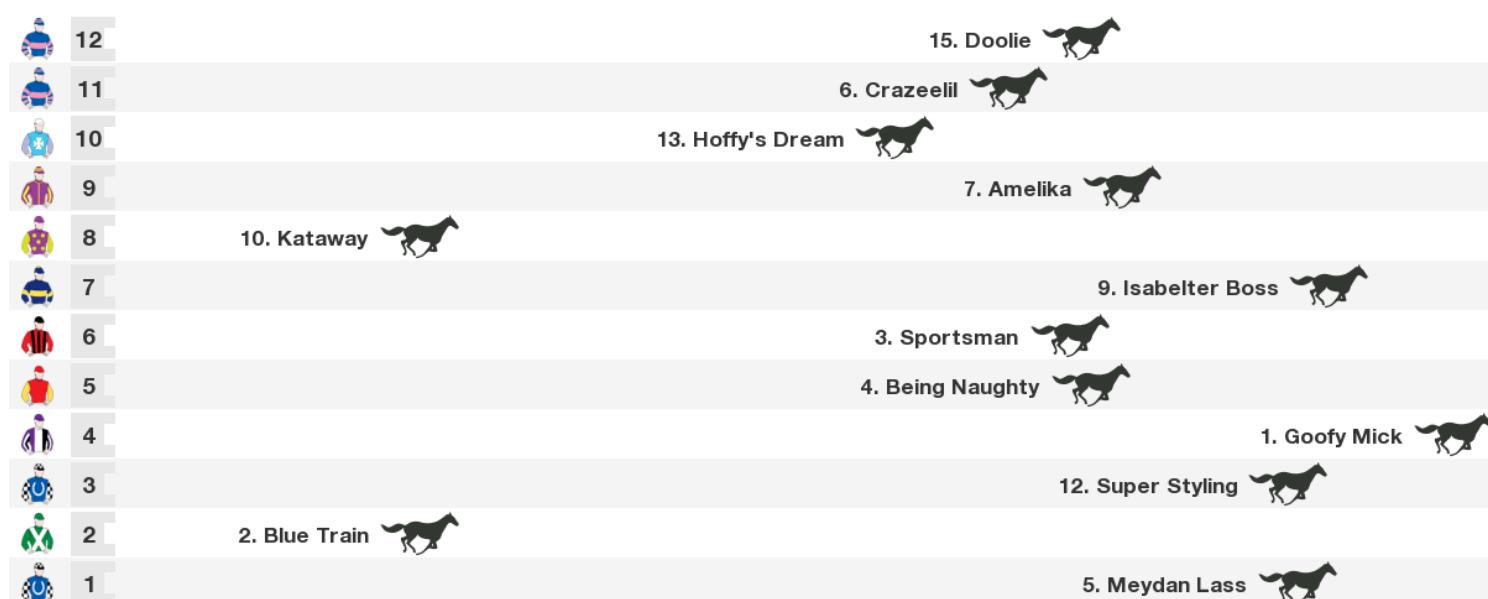 12 15. Doolie
11 6. Crazeelil
10 13. Hoffy's Dream
9 7. Amelika
8 10. Kataway
7 9. Isabelter Boss
6 3. Sportsman
5 4. Being Naughty
4 1. Goofy Mick
3 12. Super Styling
2 2. Blue Train
1 5. Meydan Lass